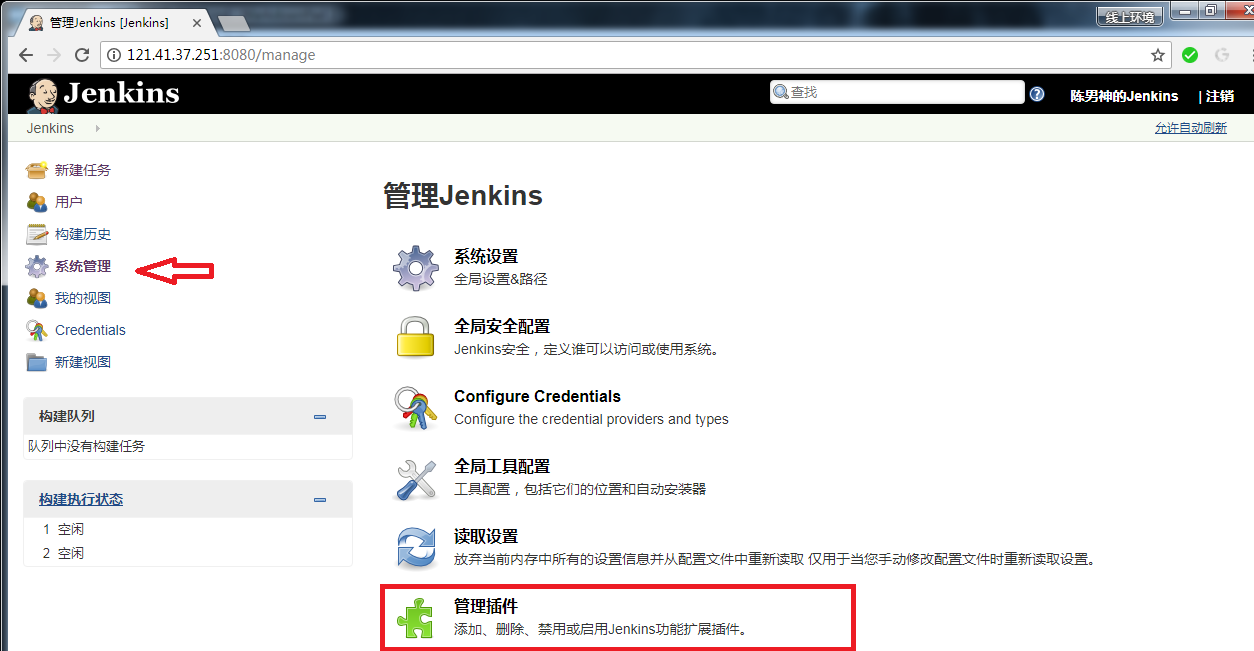 管理Jenkins [Jenkins]
线上环境
121.41.37.251:8080/manage
Jenkins
查找
陈男神的Jenkins
|注销
Jenkins
允许自动刷新
新建任务
用户
构建历史
系统管理
我的视图
Credentials
新建视图
构建队列
队列中没有构建任务
构建执行状态
1 空闲
2 空闲
管理Jenkins
系统设置
全局设置&路径
全局安全配置
Jenkins安全，定义谁可以访问或使用系统。
Configure Credentials
Configure the credential providers and types
全局工具配置
工具配置，包括它们的位置和自动安装器
读取设置
放弃当前内存中所有的设置信息并从配置文件中重新读取 仅用于当您手动修改配置文件时重新读取设置。
管理插件
添加、删除、禁用或启用Jenkins功能扩展插件。